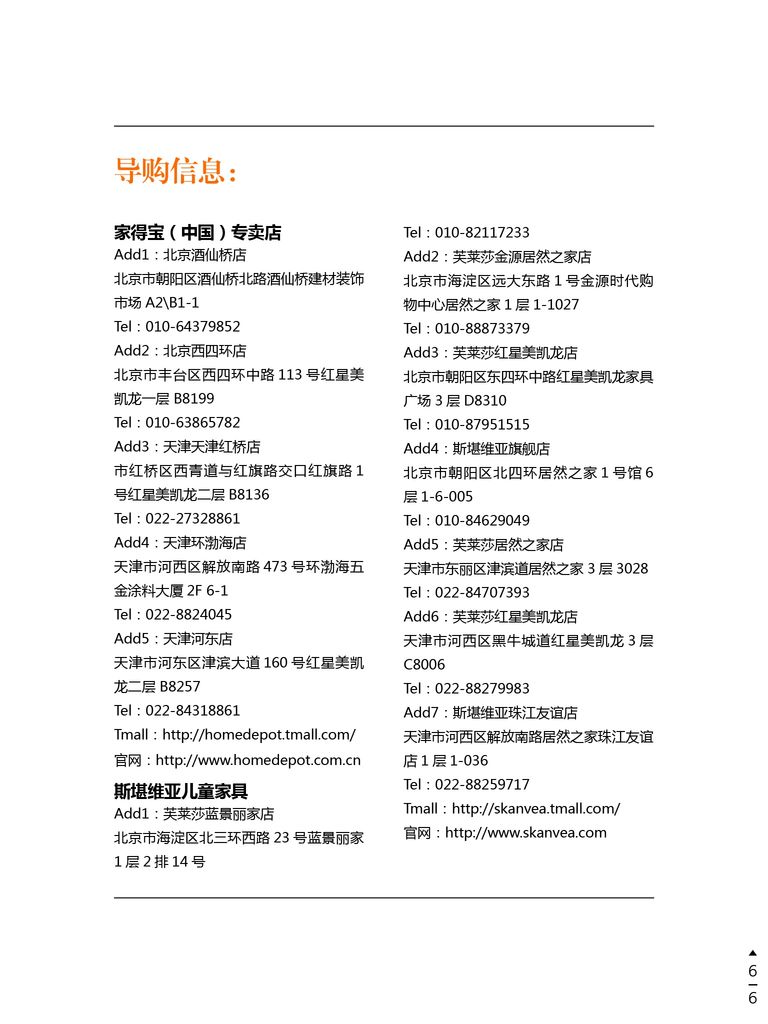 导购信息：
家得宝（中国）专卖店
Add1：北京酒仙桥店
北京市朝阳区酒仙桥北路酒仙桥建材装饰
市场 A2\B1-1
Tel：010-64379852
Add2：北京西四环店
北京市丰台区西四环中路 113 号红星美
凯龙一层 B8199
Tel：010-63865782
Add3：天津天津红桥店
市红桥区西青道与红旗路交口红旗路 1
号红星美凯龙二层 B8136
Tel：022-27328861
Add4：天津环渤海店
天津市河西区解放南路 473 号环渤海五
金涂料大厦 2F 6-1
Tel：022-8824045
Add5：天津河东店
天津市河东区津滨大道 160 号红星美凯
龙二层 B8257
Tel：022-84318861
Tmall：http://homedepot.tmall.com/
官网：http://www.homedepot.com.cn
斯堪维亚儿童家具
Add1：芙莱莎蓝景丽家店
北京市海淀区北三环西路 23 号蓝景丽家
1 层 2 排 14 号
Tel：010-82117233
Add2：芙莱莎金源居然之家店
北京市海淀区远大东路 1 号金源时代购
物中心居然之家 1 层 1-1027
Tel：010-88873379
Add3：芙莱莎红星美凯龙店
北京市朝阳区东四环中路红星美凯龙家具
广场 3 层 D8310
Tel：010-87951515
Add4：斯堪维亚旗舰店
北京市朝阳区北四环居然之家 1 号馆 6
层 1-6-005
Tel：010-84629049
Add5：芙莱莎居然之家店
天津市东丽区津滨道居然之家 3 层 3028
Tel：022-84707393
Add6：芙莱莎红星美凯龙店
天津市河西区黑牛城道红星美凯龙 3 层
C8006
Tel：022-88279983
Add7：斯堪维亚珠江友谊店
天津市河西区解放南路居然之家珠江友谊
店 1 层 1-036
Tel：022-88259717
Tmall：http://skanvea.tmall.com/
官网：http://www.skanvea.com
6
6